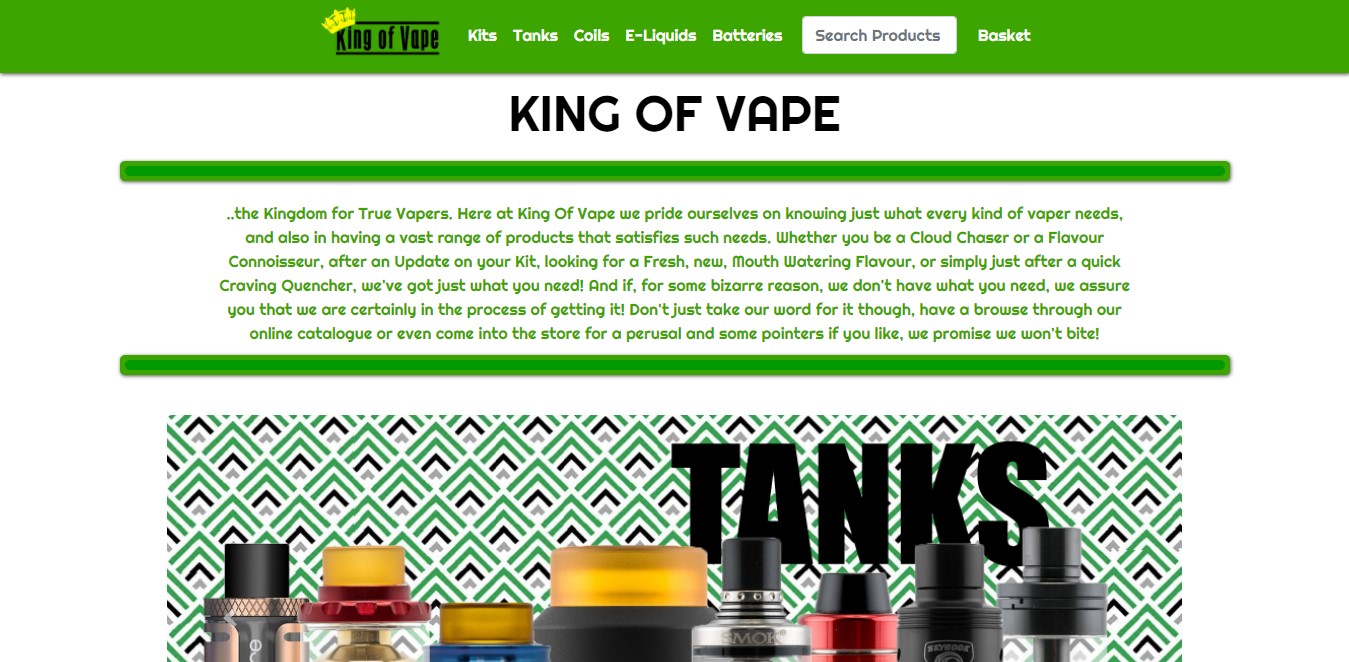 King of Vape
Kits Tanks Coils E-Liquids Batteries Search Products Basket
KING OF VAPE
..the Kingdom for True Vapers. Here at King Of Vape we pride ourselves on knowing just what every kind of vaper needs,
and also in having a vast range of products that satisfies such needs. Whether you be a Cloud Chaser or a Flavour
Connoisseur, after an Update on your Kit, looking for a Fresh, new, Mouth Watering Flavour, or simply just after a quick
Craving Quencher, we've got just what you need! And if, for some bizarre reason, we don't have what you need, we assure
you that we are certainly in the process of getting it! Don't just take our word for it though, have a browse through our
online catalogue or even come into the store for a perusal and some pointers if you like, we promise we won't bite!
TANKS
SMOK